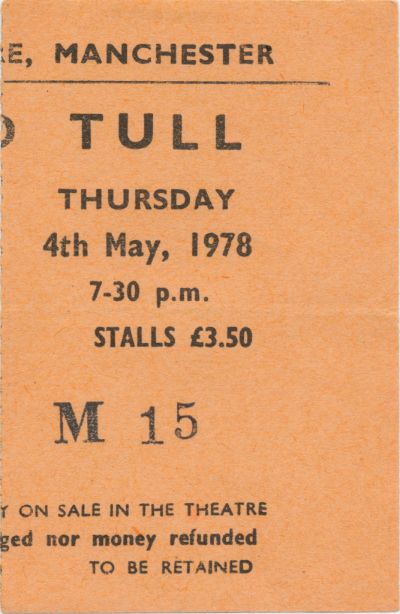 RE, MANCHESTER
O TULL
THURSDAY
4th May, 1978
7-30 p.m.
STALLS £3.50
M 15
Y ON SALE IN THE THEATRE
ged nor money refunded
TO BE RETAINED